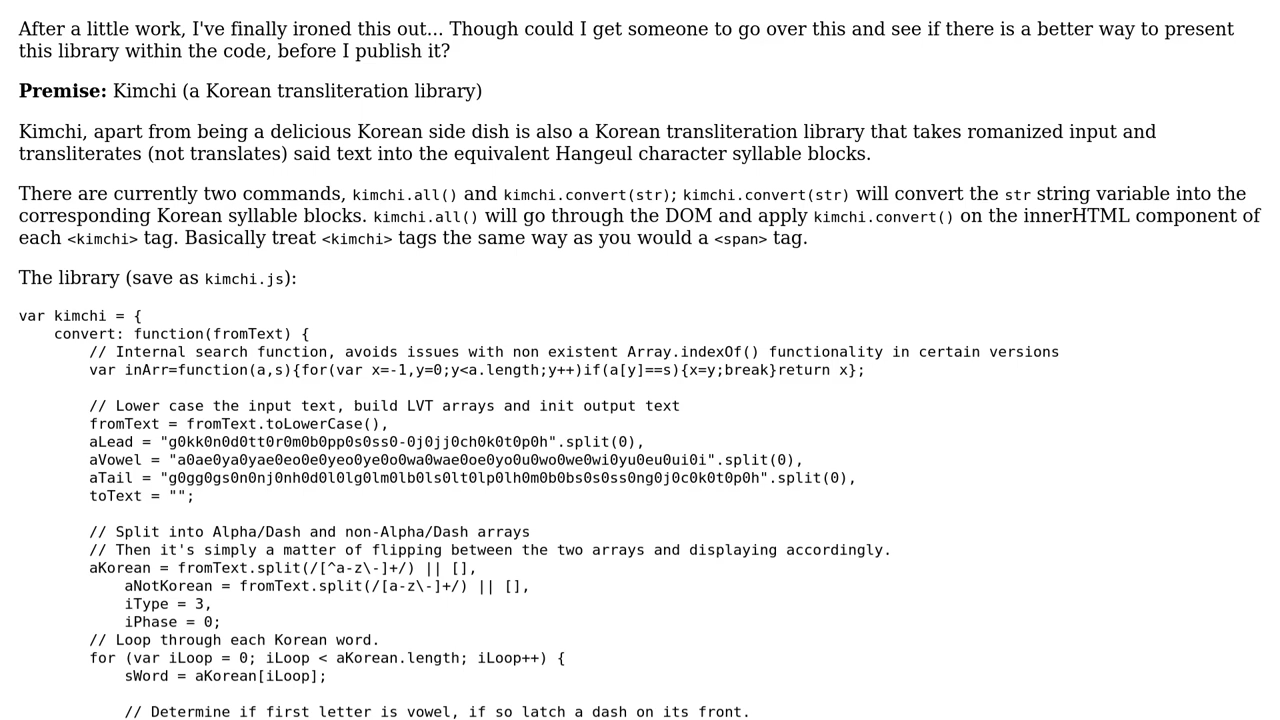 After a little work, I've finally ironed this out... Though could I get someone to go over this and see if there is a better way to present
this library within the code, before I publish it?
Premise: Kimchi (a Korean transliteration library)
Kimchi, apart from being a delicious Korean side dish is also a Korean transliteration library that takes romanized input and
transliterates (not translates) said text into the equivalent Hangeul character syllable blocks.
There are currently two commands, kimchi.all() and kimchi.convert(str); kimchi.convert(str) will convert the str string variable into the
corresponding Korean syllable blocks. kimchi.all() will go through the DOM and apply kimchi.convert() on the innerHTML component of
each <kimchi> tag. Basically treat <kimchi> tags the same way as you would a <span> tag.
The library (save as kimchi.js):
var kimchi = {
    convert: function(fromText) {
        // Internal search function, avoids issues with non existent Array.indexOf() functionality in certain versions
        var inArr=function(a,s){for(var x=-1,y=0;y<a.length;y++)if(a[y]==s){x=y;break}return x};
        // Lower case the input text, build LVT arrays and init output text
        fromText = fromText.toLowerCase(),
        aLead = "g0kk0n0d0tt0r0m0b0pp0s0ss0-0j0jj0ch0k0t0p0h".split(0),
        aVowel = "a0ae0ya0yae0eo0e0yeo0ye0o0wa0wae0oe0yo0u0wo0we0wi0yu0eu0ui0i".split(0),
        aTail = "g0gg0gs0n0nj0nh0d0l0lg0lm0lb0ls0lt0lp0lh0m0b0bs0s0ss0ng0j0c0k0t0p0h".split(0),
        toText = "";
        // Split into Alpha/Dash and non-Alpha/Dash arrays
        // Then it's simply a matter of flipping between the two arrays and displaying accordingly.
        aKorean = fromText.split(/[^a-z\-]+/) || [],
            aNotKorean = fromText.split(/[a-z\-]+/) || [],
            iType = 3,
            iPhase = 0;
        // Loop through each Korean word.
        for (var iLoop = 0; iLoop < aKorean.length; iLoop++) {
            sWord = aKorean[iLoop];
            // Determine if first letter is vowel, if so latch a dash on its front.